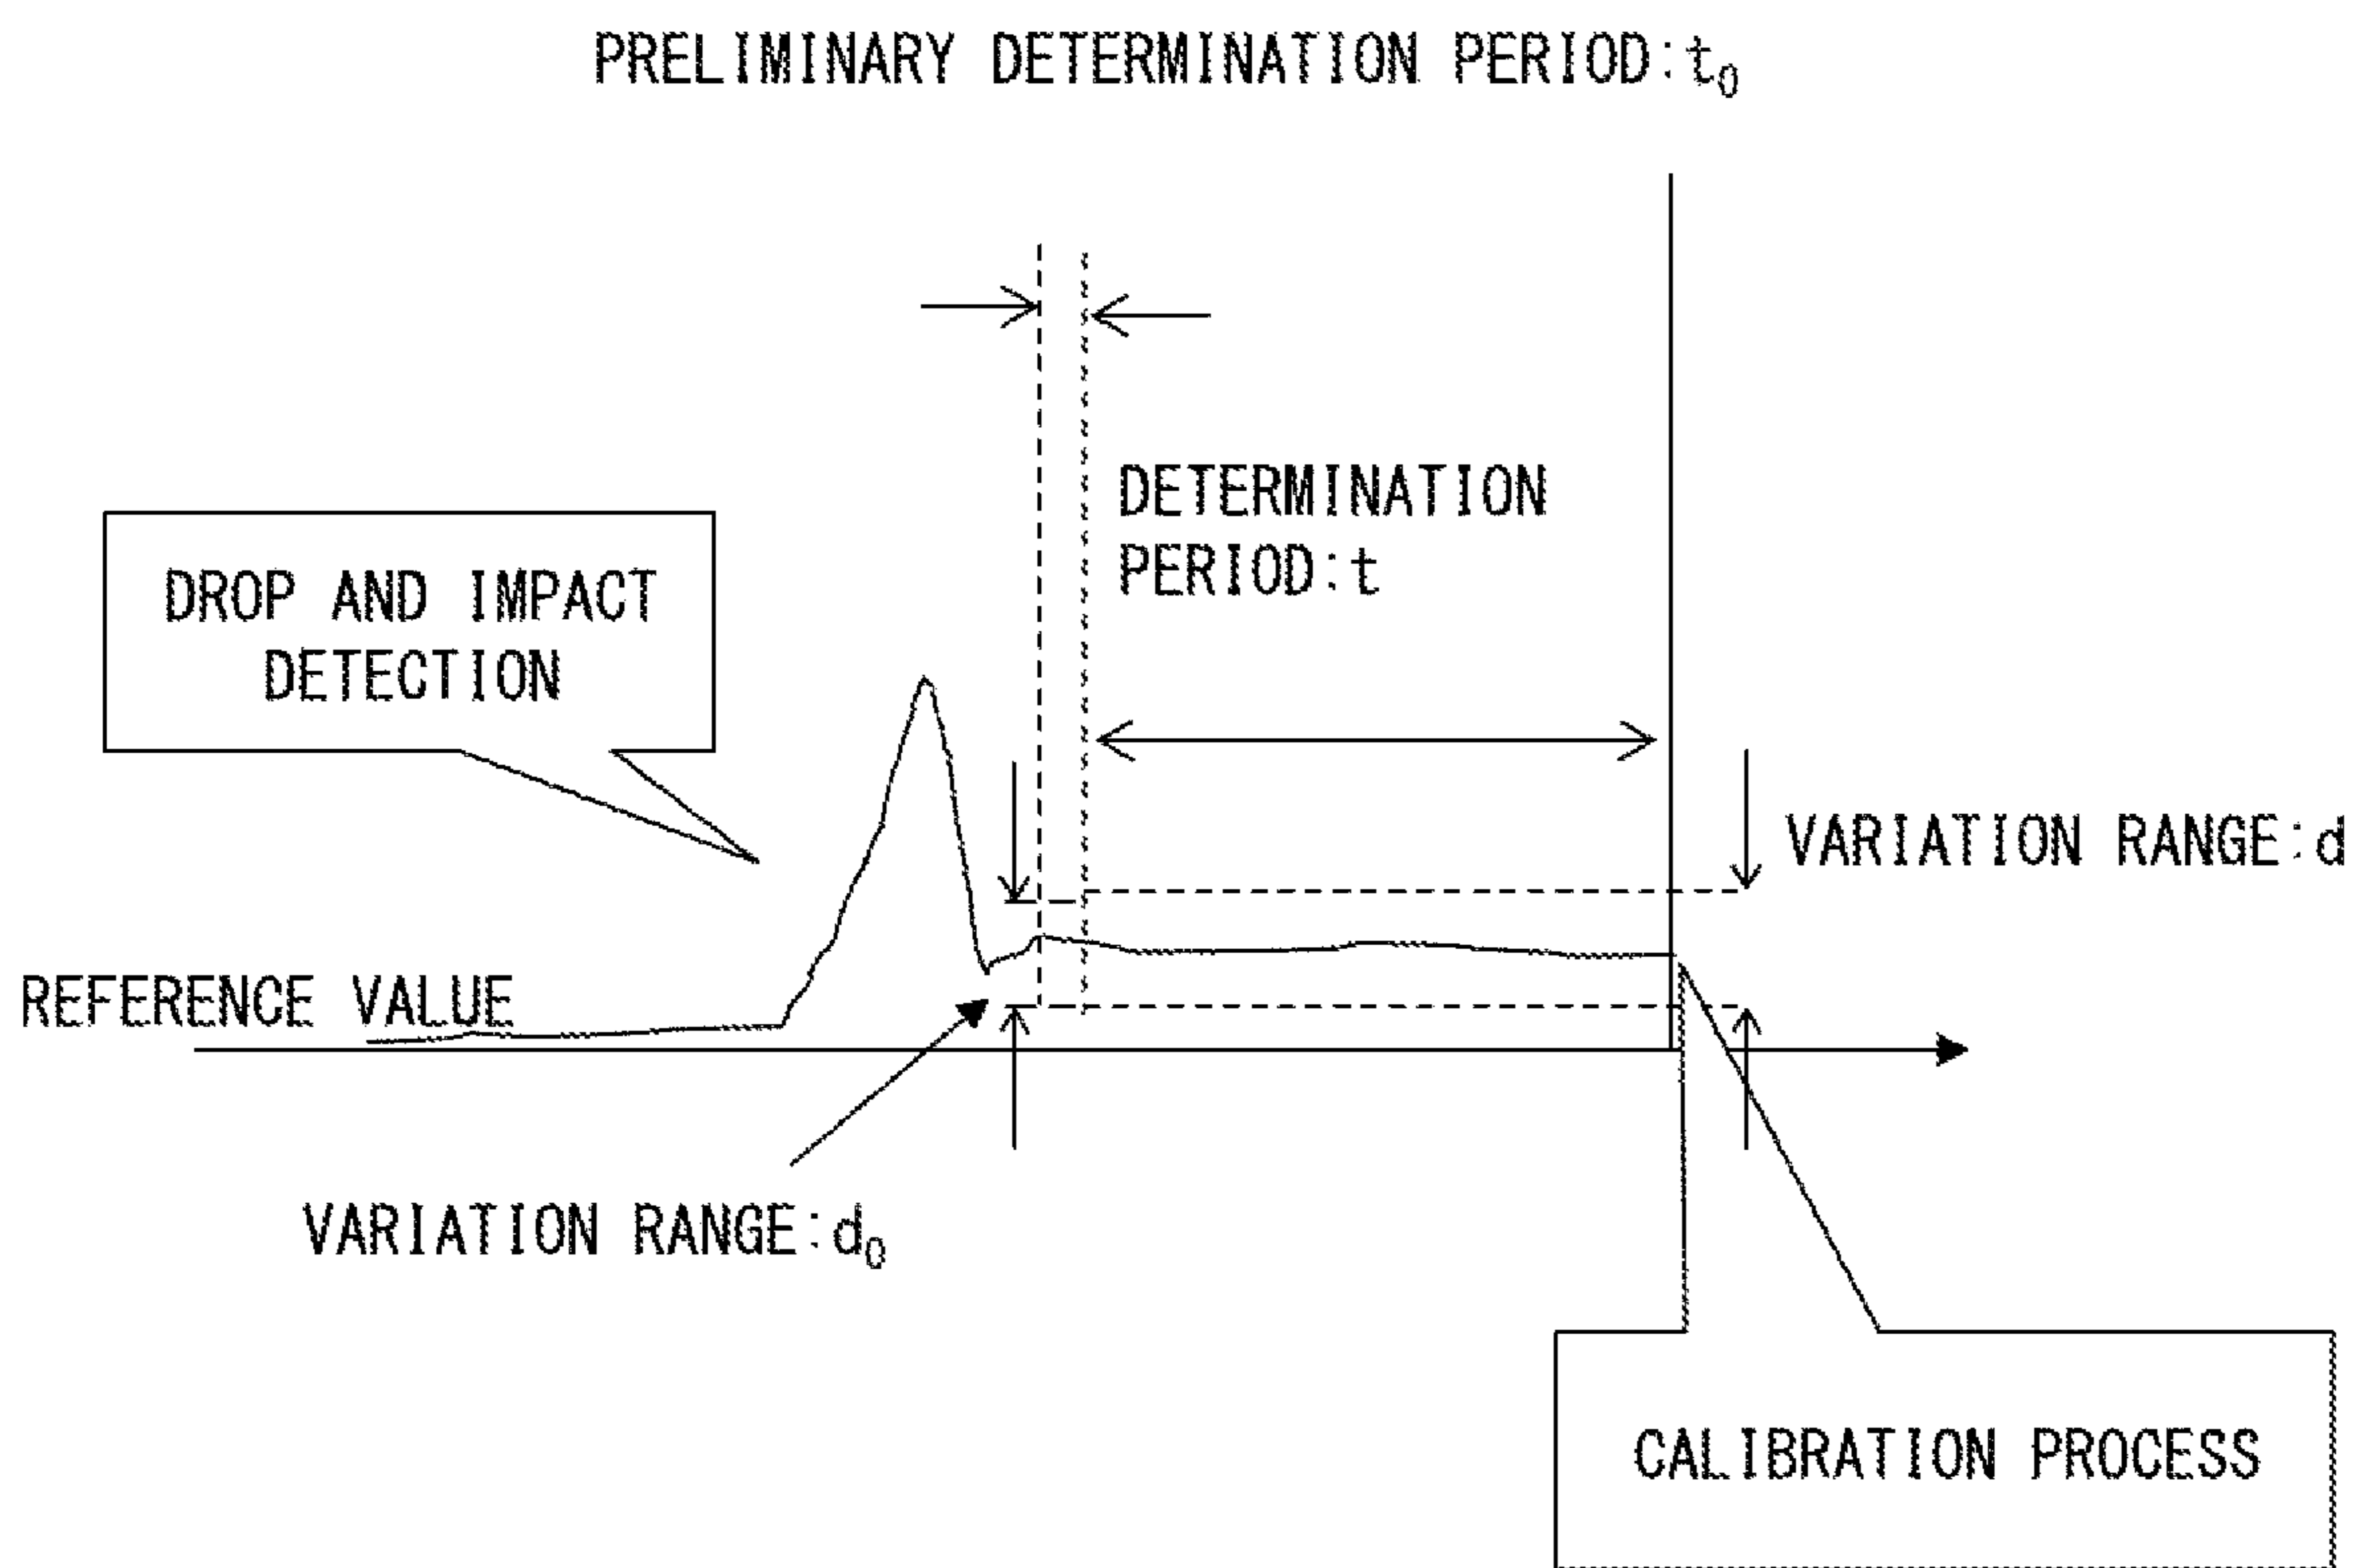 PRELIMINARY DETERMINATION PERIOD:t₀
DETERMINATION
PERIOD:t
DROP AND IMPACT
DETECTION
VARIATION RANGE:d
REFERENCE VALUE
VARIATION RANGE:d₀
CALIBRATION PROCESS